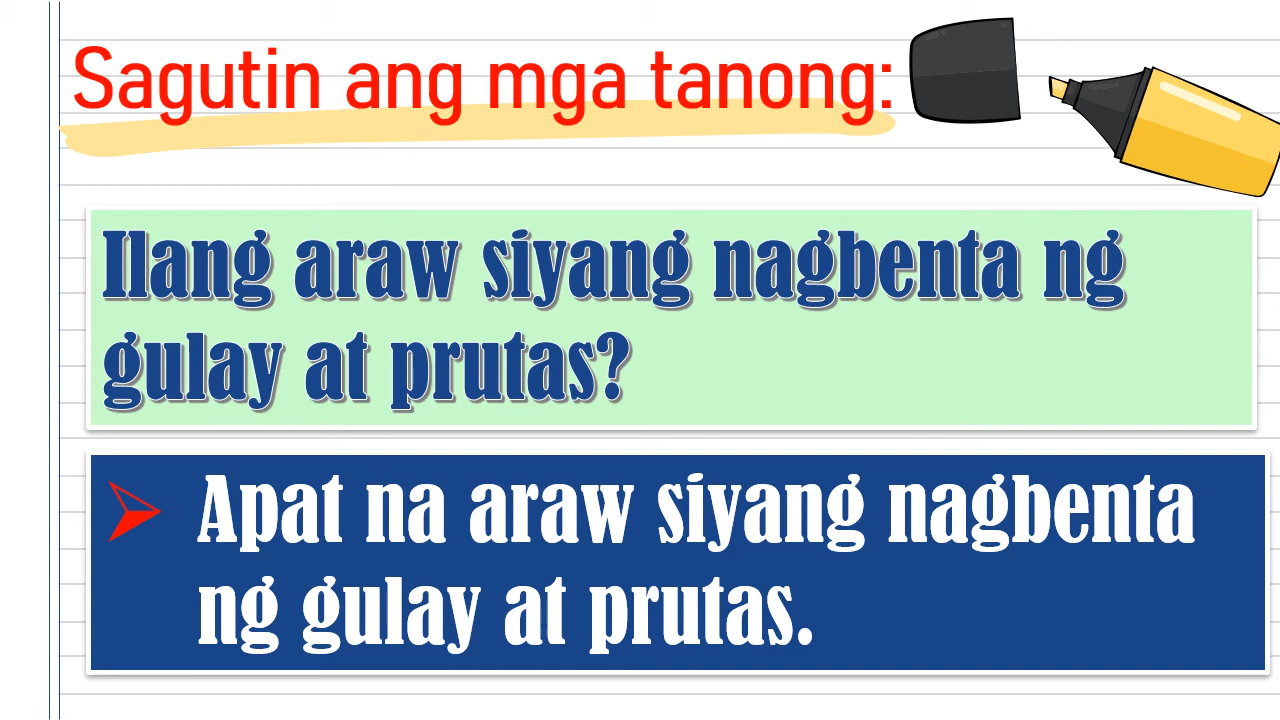 Sagutin ang mga tanong:
Ilang araw siyang nagbenta ng
gulay at prutas?
Apat na araw siyang nagbenta
ng gulay at prutas.